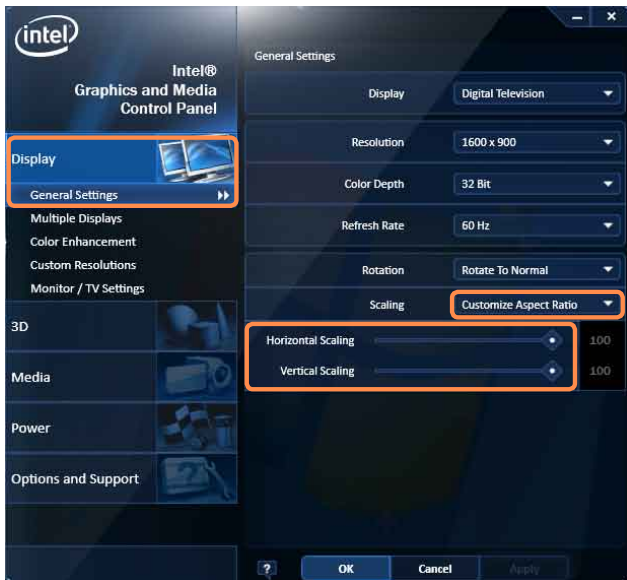 intel
Intel®
Graphics and Media
Control Panel
Display
General Settings
Multiple Displays
Color Enhancement
Custom Resolutions
Monitor / TV Settings
3D
Media
Power
Options and Support
General Settings
Display Digital Television
Resolution 1600 x 900
Color Depth 32 Bit
Refresh Rate 60 Hz
Rotation Rotate To Normal
Scaling Customize Aspect Ratio
Horizontal Scaling 100
Vertical Scaling 100
? OK Cancel Apply